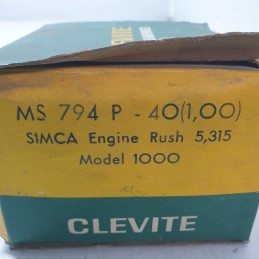 MS 794 P - 40(1,00)
SIMCA Engine Rush 5,315
Model 1000
CLEVITE